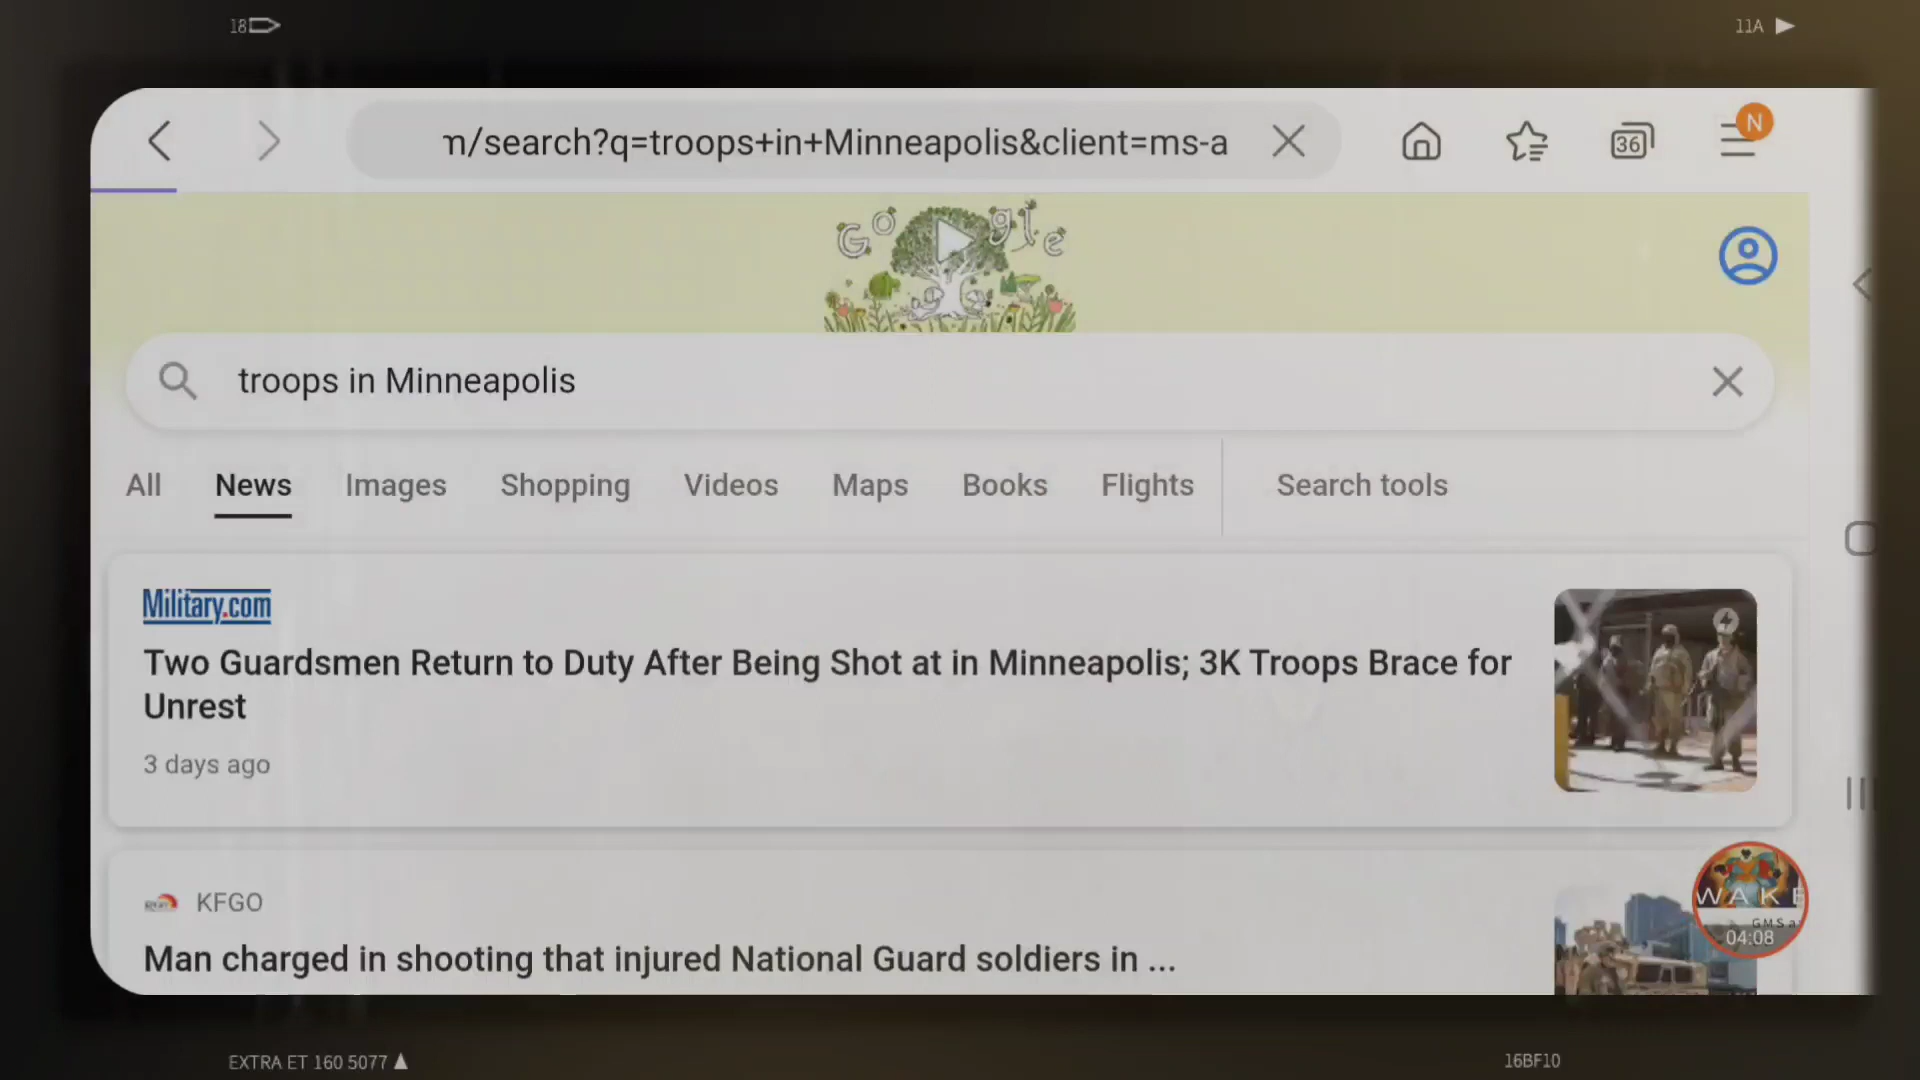 18
11A
n/search?q=troops+in+Minneapolis&client=ms-a
36
N
Google
troops in Minneapolis
All News Images Shopping Videos Maps Books Flights Search tools
Military.com
Two Guardsmen Return to Duty After Being Shot at in Minneapolis; 3K Troops Brace for
Unrest
3 days ago
KFGO
Man charged in shooting that injured National Guard soldiers in ...
WAKE
GMS a
04:08
EXTRA ET 160 5077
16BF10